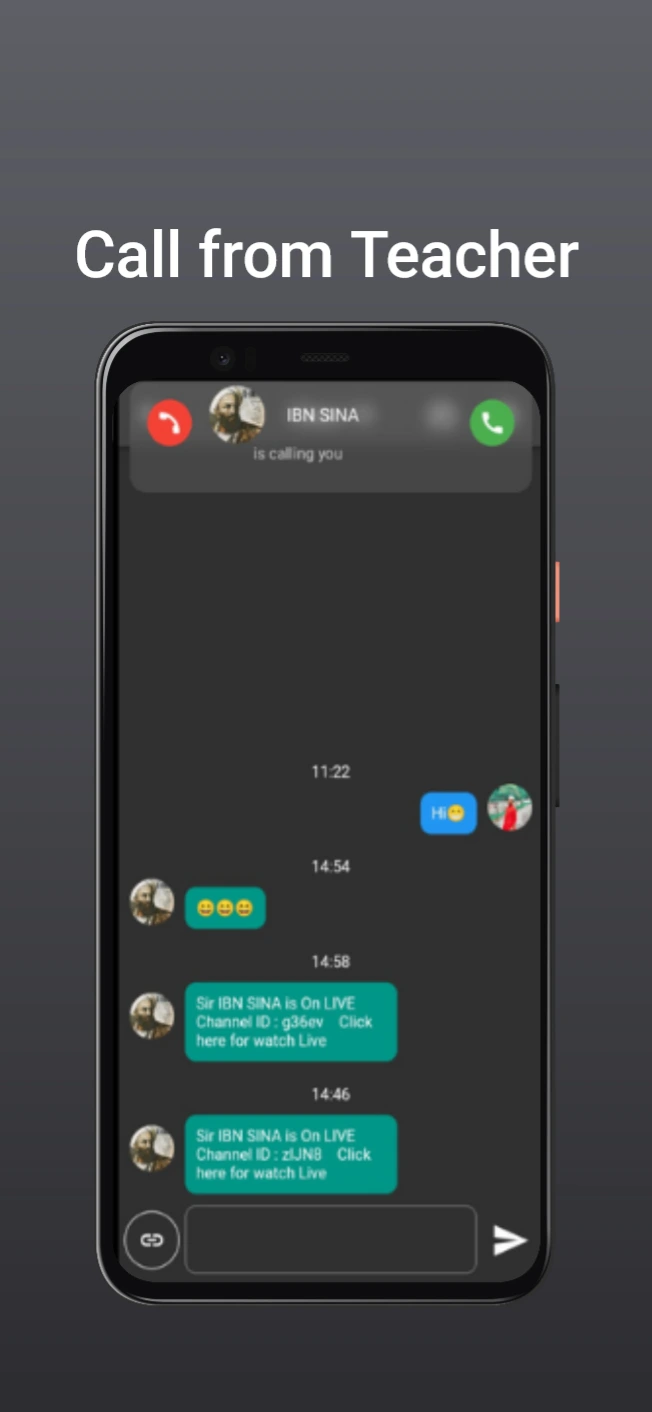 Call from Teacher
IBN SINA
is calling you
11:22
Hi😁
14:54
😄😄😄
14:58
Sir IBN SINA is On LIVE
Channel ID : g36ev Click
here for watch Live
14:46
Sir IBN SINA is On LIVE
Channel ID : zIJN8 Click
here for watch Live